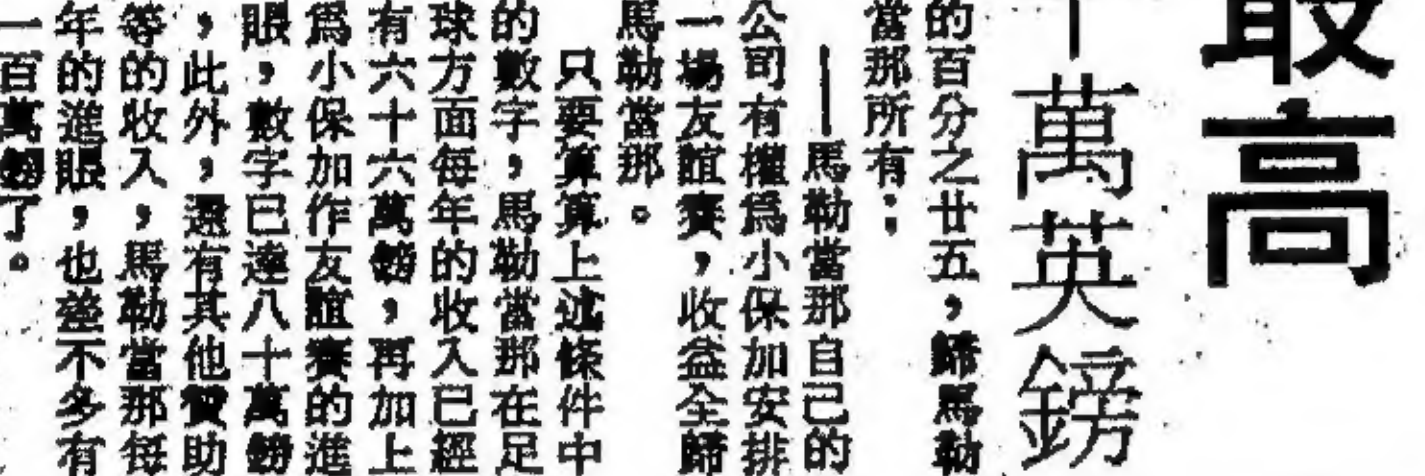 最高
十萬英鎊
的百分之廿五，歸馬勒
當那所有；
——馬勒當那自己的
公司有權爲小保加安排
一場友誼賽，收益全歸
馬勒當那。
只要算算上述條件中
的數字，馬勒當那在足
球方面每年的收入已經
有六十六萬鎊，再加上
爲小保加作友誼賽的進
賬，數字已達八十萬鎊
，此外，還有其他贊助
等的收入，馬勒當那每
年的進賬，也差不多有
一百萬鎊了。